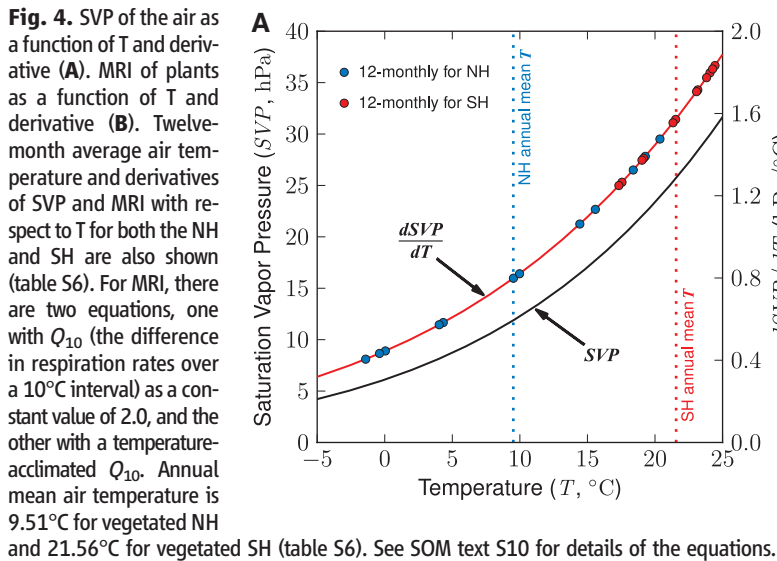 Fig. 4. SVP of the air as
a function of T and deriv-
ative (A). MRI of plants
as a function of T and
derivative (B). Twelve-
month average air tem-
perature and derivatives
of SVP and MRI with re-
spect to T for both the NH
and SH are also shown
(table S6). For MRI, there
are two equations, one
with Q10 (the difference
in respiration rates over
a 10°C interval) as a con-
stant value of 2.0, and the
other with a temperature-
acclimated Q10. Annual
mean air temperature is
9.51°C for vegetated NH
and 21.56°C for vegetated SH (table S6). See SOM text S10 for details of the equations.
A
Saturation Vapor Pressure (SVP, hPa)
40
35
30
25
20
15
10
5
0
12-monthly for NH
12-monthly for SH
NH annual mean T
SH annual mean T
dSVP
dT
SVP
2.0
1.6
1.2
0.8
0.4
0.0
-5 0 5 10 15 20 25
Temperature (T, °C)